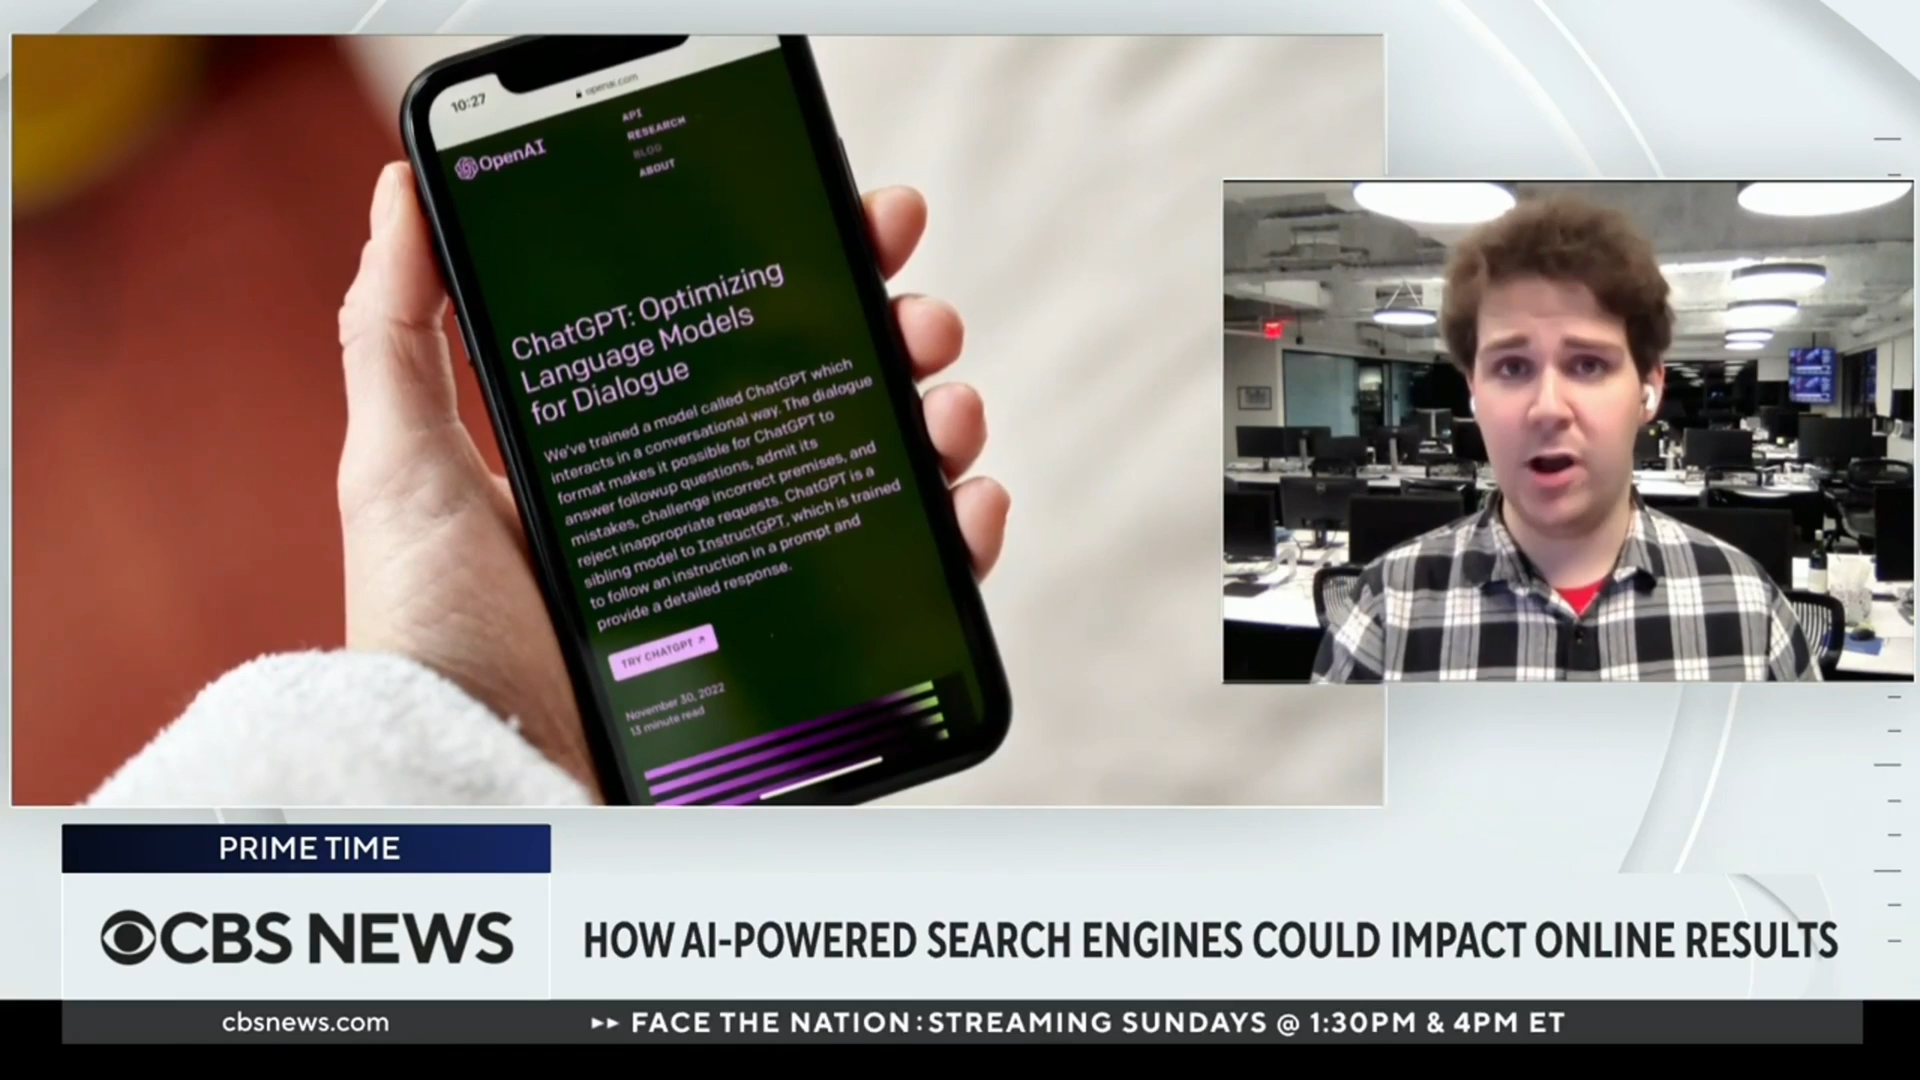 10:27
openai.com
OpenAI
API
RESEARCH
BLOG
ABOUT
ChatGPT: Optimizing
Language Models
for Dialogue
We've trained a model called ChatGPT which
interacts in a conversational way. The dialogue
format makes it possible for ChatGPT to
answer followup questions, admit its
mistakes, challenge incorrect premises, and
reject inappropriate requests. ChatGPT is a
sibling model to InstructGPT, which is trained
to follow an instruction in a prompt and
provide a detailed response.
TRY CHATGPT ↗
November 30, 2022
13 minute read
PRIME TIME
CBS NEWS
HOW AI-POWERED SEARCH ENGINES COULD IMPACT ONLINE RESULTS
cbsnews.com
FACE THE NATION: STREAMING SUNDAYS @ 1:30PM & 4PM ET